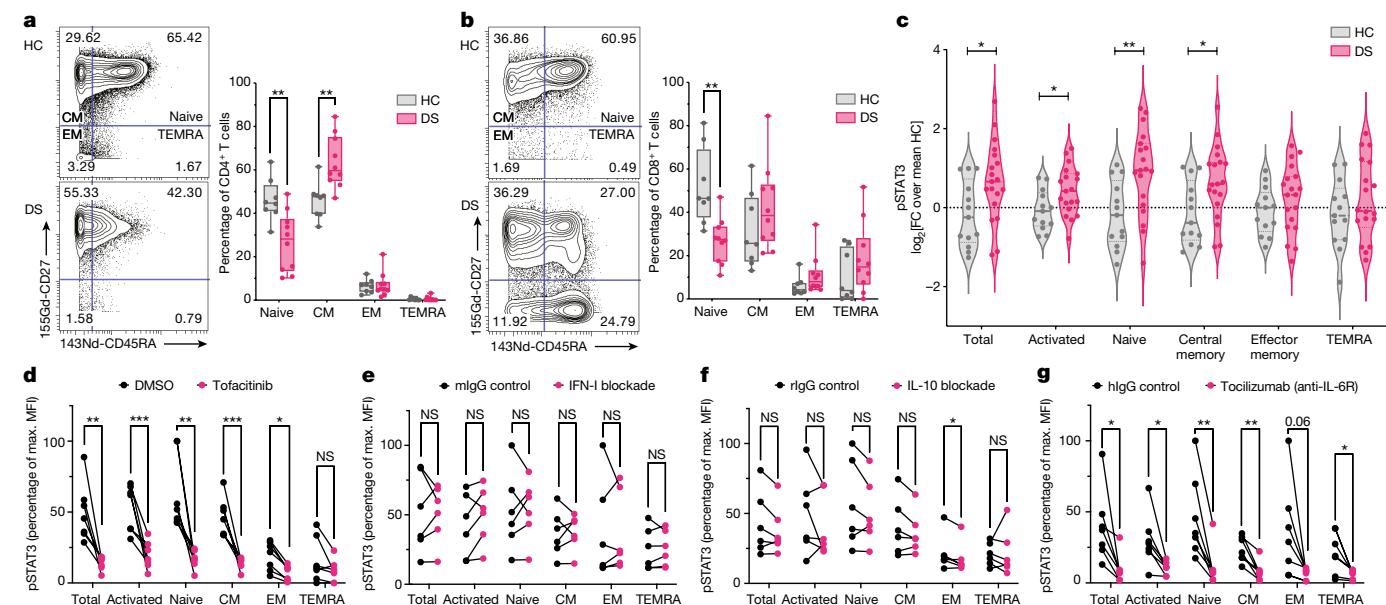 a
HC
29.62 65.42
CM Naive
EM TEMRA
3.29 1.67
DS
55.33 42.30
1.58 0.79
155Gd-CD27
143Nd-CD45RA
Percentage of CD4+ T cells
100
80
60
40
20
0
** **
HC
DS
Naive CM EM TEMRA
b
HC
36.86 60.95
CM Naive
EM TEMRA
1.69 0.49
DS
36.29 27.00
11.92 24.79
155Gd-CD27
143Nd-CD45RA
Percentage of CD8+ T cells
100
80
60
40
20
0
**
HC
DS
Naive CM EM TEMRA
c
HC
DS
pSTAT3
log2[FC over mean HC]
4
2
0
−2
* * ** *
Total Activated Naive Central memory Effector memory TEMRA
d
DMSO Tofacitinib
pSTAT3 (percentage of max. MFI)
100
50
0
** *** ** *** * NS
Total Activated Naive CM EM TEMRA
e
mIgG control IFN-I blockade
pSTAT3 (percentage of max. MFI)
100
50
0
NS NS NS NS NS NS
Total Activated Naive CM EM TEMRA
f
rIgG control IL-10 blockade
pSTAT3 (percentage of max. MFI)
100
50
0
NS NS NS NS * NS
Total Activated Naive CM EM TEMRA
g
hIgG control Tocilizumab (anti-IL-6R)
pSTAT3 (percentage of max. MFI)
100
50
0
* * ** ** 0.06 *
Total Activated Naive CM EM TEMRA